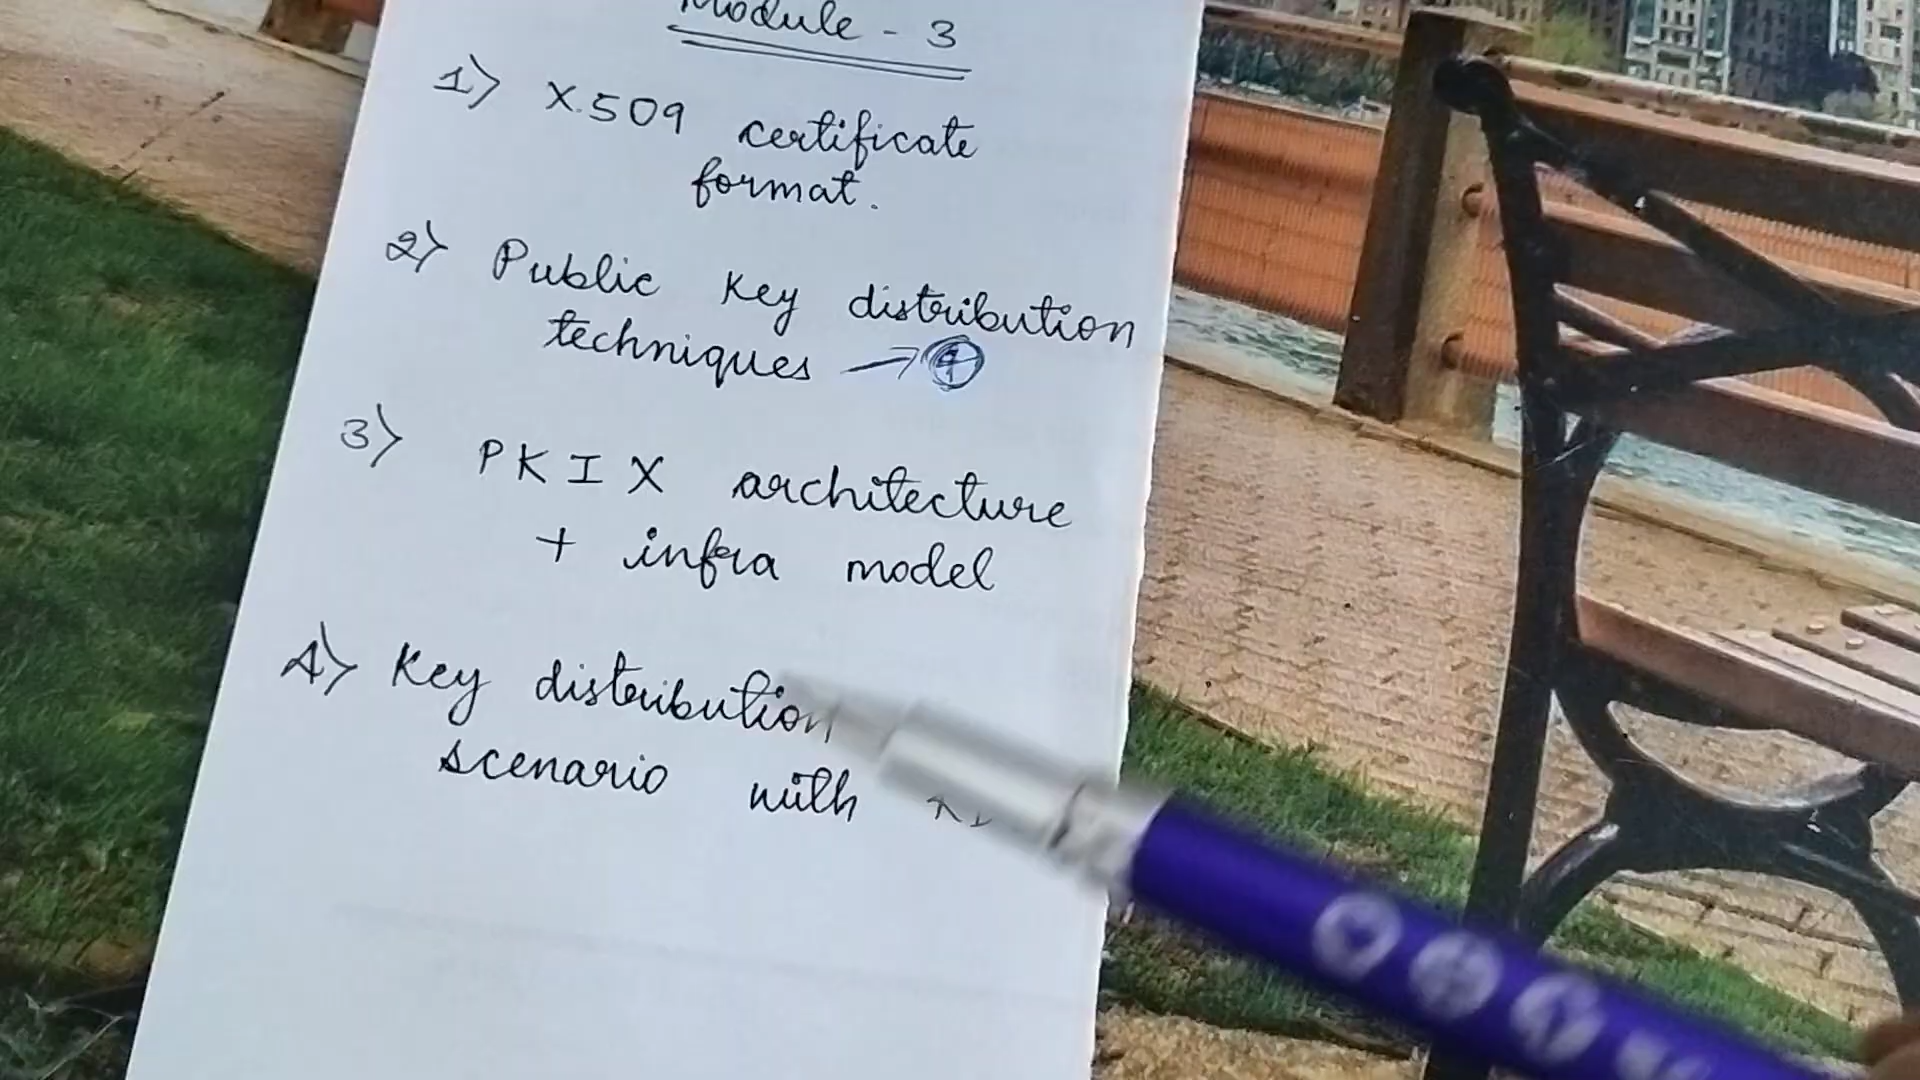 Module - 3
1) X.509 certificate
format.
2) Public Key distribution
techniques → 4
3) PKIX architecture
+ infra model
4) Key distribution
scenario with